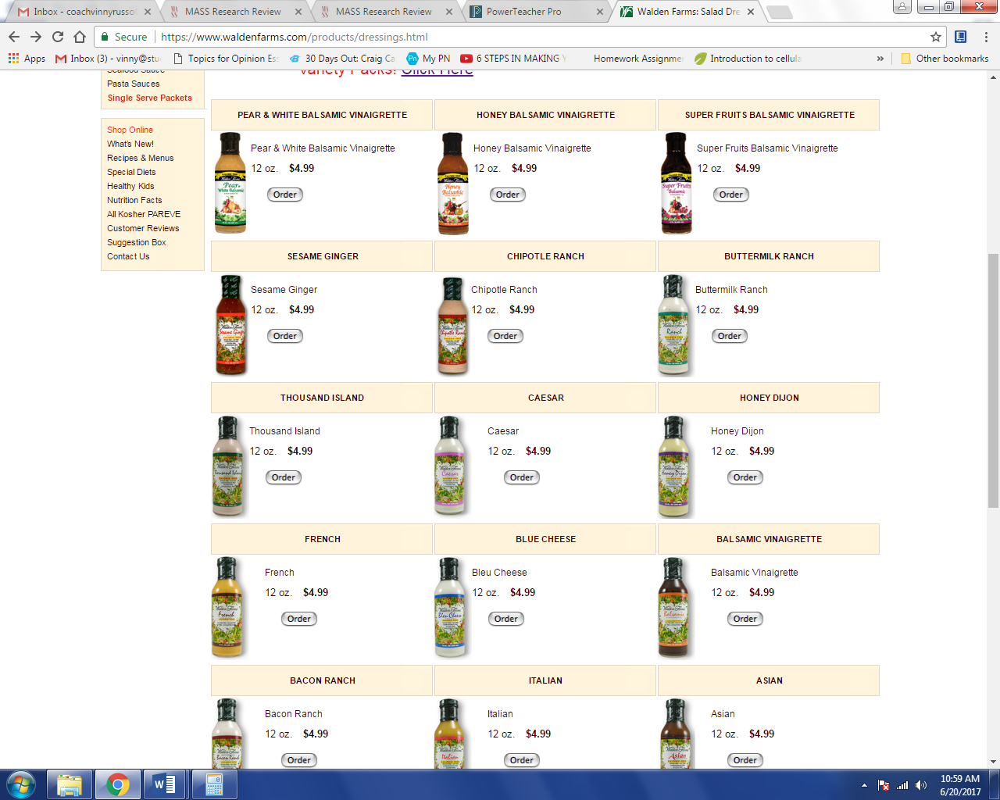 Inbox - coachvinnyrusso
MASS Research Review
MASS Research Review
PowerTeacher Pro
Walden Farms: Salad Dre
Secure
https://www.waldenfarms.com/products/dressings.html
Apps
Inbox (3) - vinny@stu
Topics for Opinion Ess
30 Days Out: Craig Ca
My PN
6 STEPS IN MAKING Y
Homework Assignmen
Introduction to cellula
»
Other bookmarks
Seafood Sauce
Pasta Sauces
Single Serve Packets
Variety Packs! Click Here
Shop Online
What's New!
Recipes & Menus
Special Diets
Healthy Kids
Nutrition Facts
All Kosher PAREVE
Customer Reviews
Suggestion Box
Contact Us
PEAR & WHITE BALSAMIC VINAIGRETTE
HONEY BALSAMIC VINAIGRETTE
SUPER FRUITS BALSAMIC VINAIGRETTE
Pear & White Balsamic Vinaigrette
12 oz. $4.99
Order
Honey Balsamic Vinaigrette
12 oz. $4.99
Order
Super Fruits Balsamic Vinaigrette
12 oz. $4.99
Order
SESAME GINGER
CHIPOTLE RANCH
BUTTERMILK RANCH
Sesame Ginger
12 oz. $4.99
Order
Chipotle Ranch
12 oz. $4.99
Order
Buttermilk Ranch
12 oz. $4.99
Order
THOUSAND ISLAND
CAESAR
HONEY DIJON
Thousand Island
12 oz. $4.99
Order
Caesar
12 oz. $4.99
Order
Honey Dijon
12 oz. $4.99
Order
FRENCH
BLUE CHEESE
BALSAMIC VINAIGRETTE
French
12 oz. $4.99
Order
Bleu Cheese
12 oz. $4.99
Order
Balsamic Vinaigrette
12 oz. $4.99
Order
BACON RANCH
ITALIAN
ASIAN
Bacon Ranch
12 oz. $4.99
Order
Italian
12 oz. $4.99
Order
Asian
12 oz. $4.99
Order
10:59 AM
6/20/2017